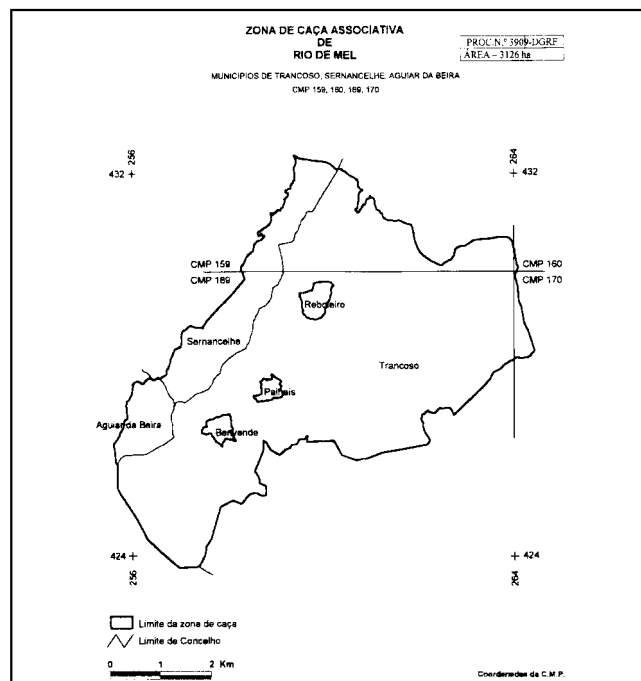 ZONA DE CAÇA ASSOCIATIVA
DE
RIO DE MEL
PROC.N.º 3909-DGRF
ÁREA – 3126 ha
MUNICIPIOS DE TRANCOSO, SERNANCELHE, AGUIAR DA BEIRA
CMP 159, 160, 169, 170
256
264
432
432
CMP 159
CMP 160
CMP 169
CMP 170
Reboleiro
Sernancelhe
Trancoso
Palhais
Aguiar da Beira
Benvende
424
424
256
264
Limite da zona de caça
Limite de Concelho
0 1 2 Km
Coordenadas da C.M.P.